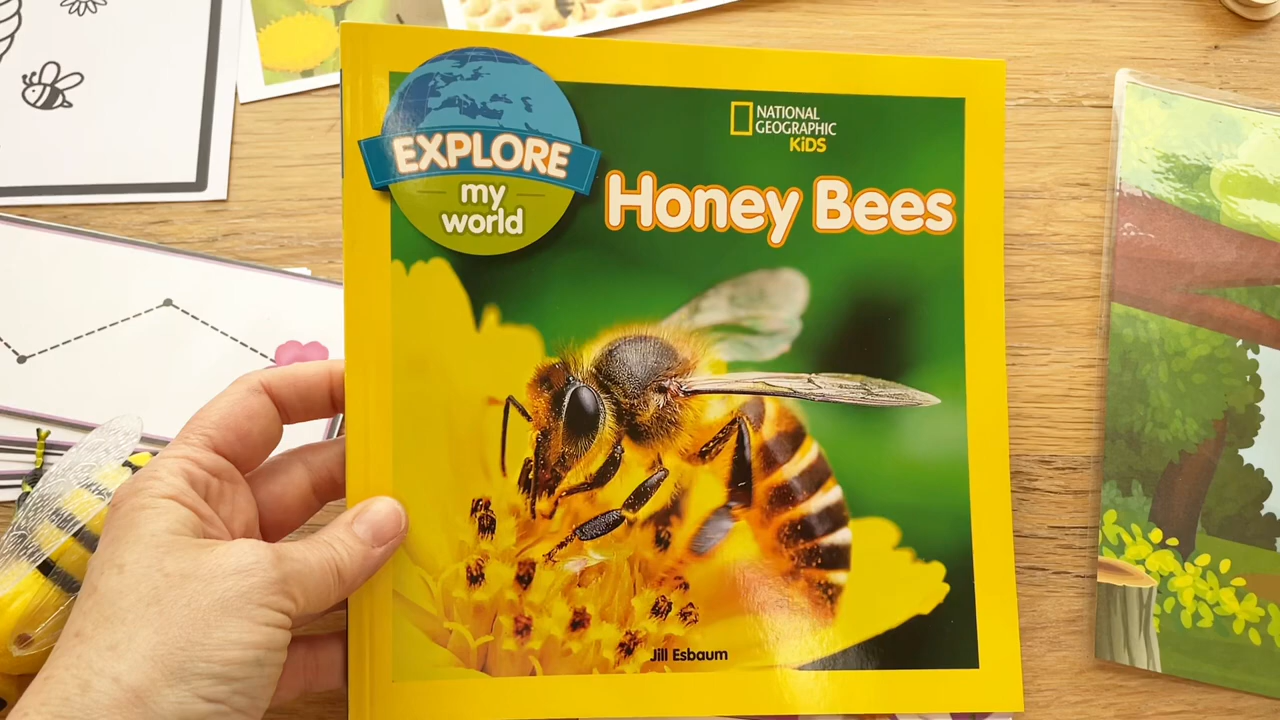 EXPLORE
my
world
NATIONAL
GEOGRAPHIC
KiDS
Honey Bees
Jill Esbaum